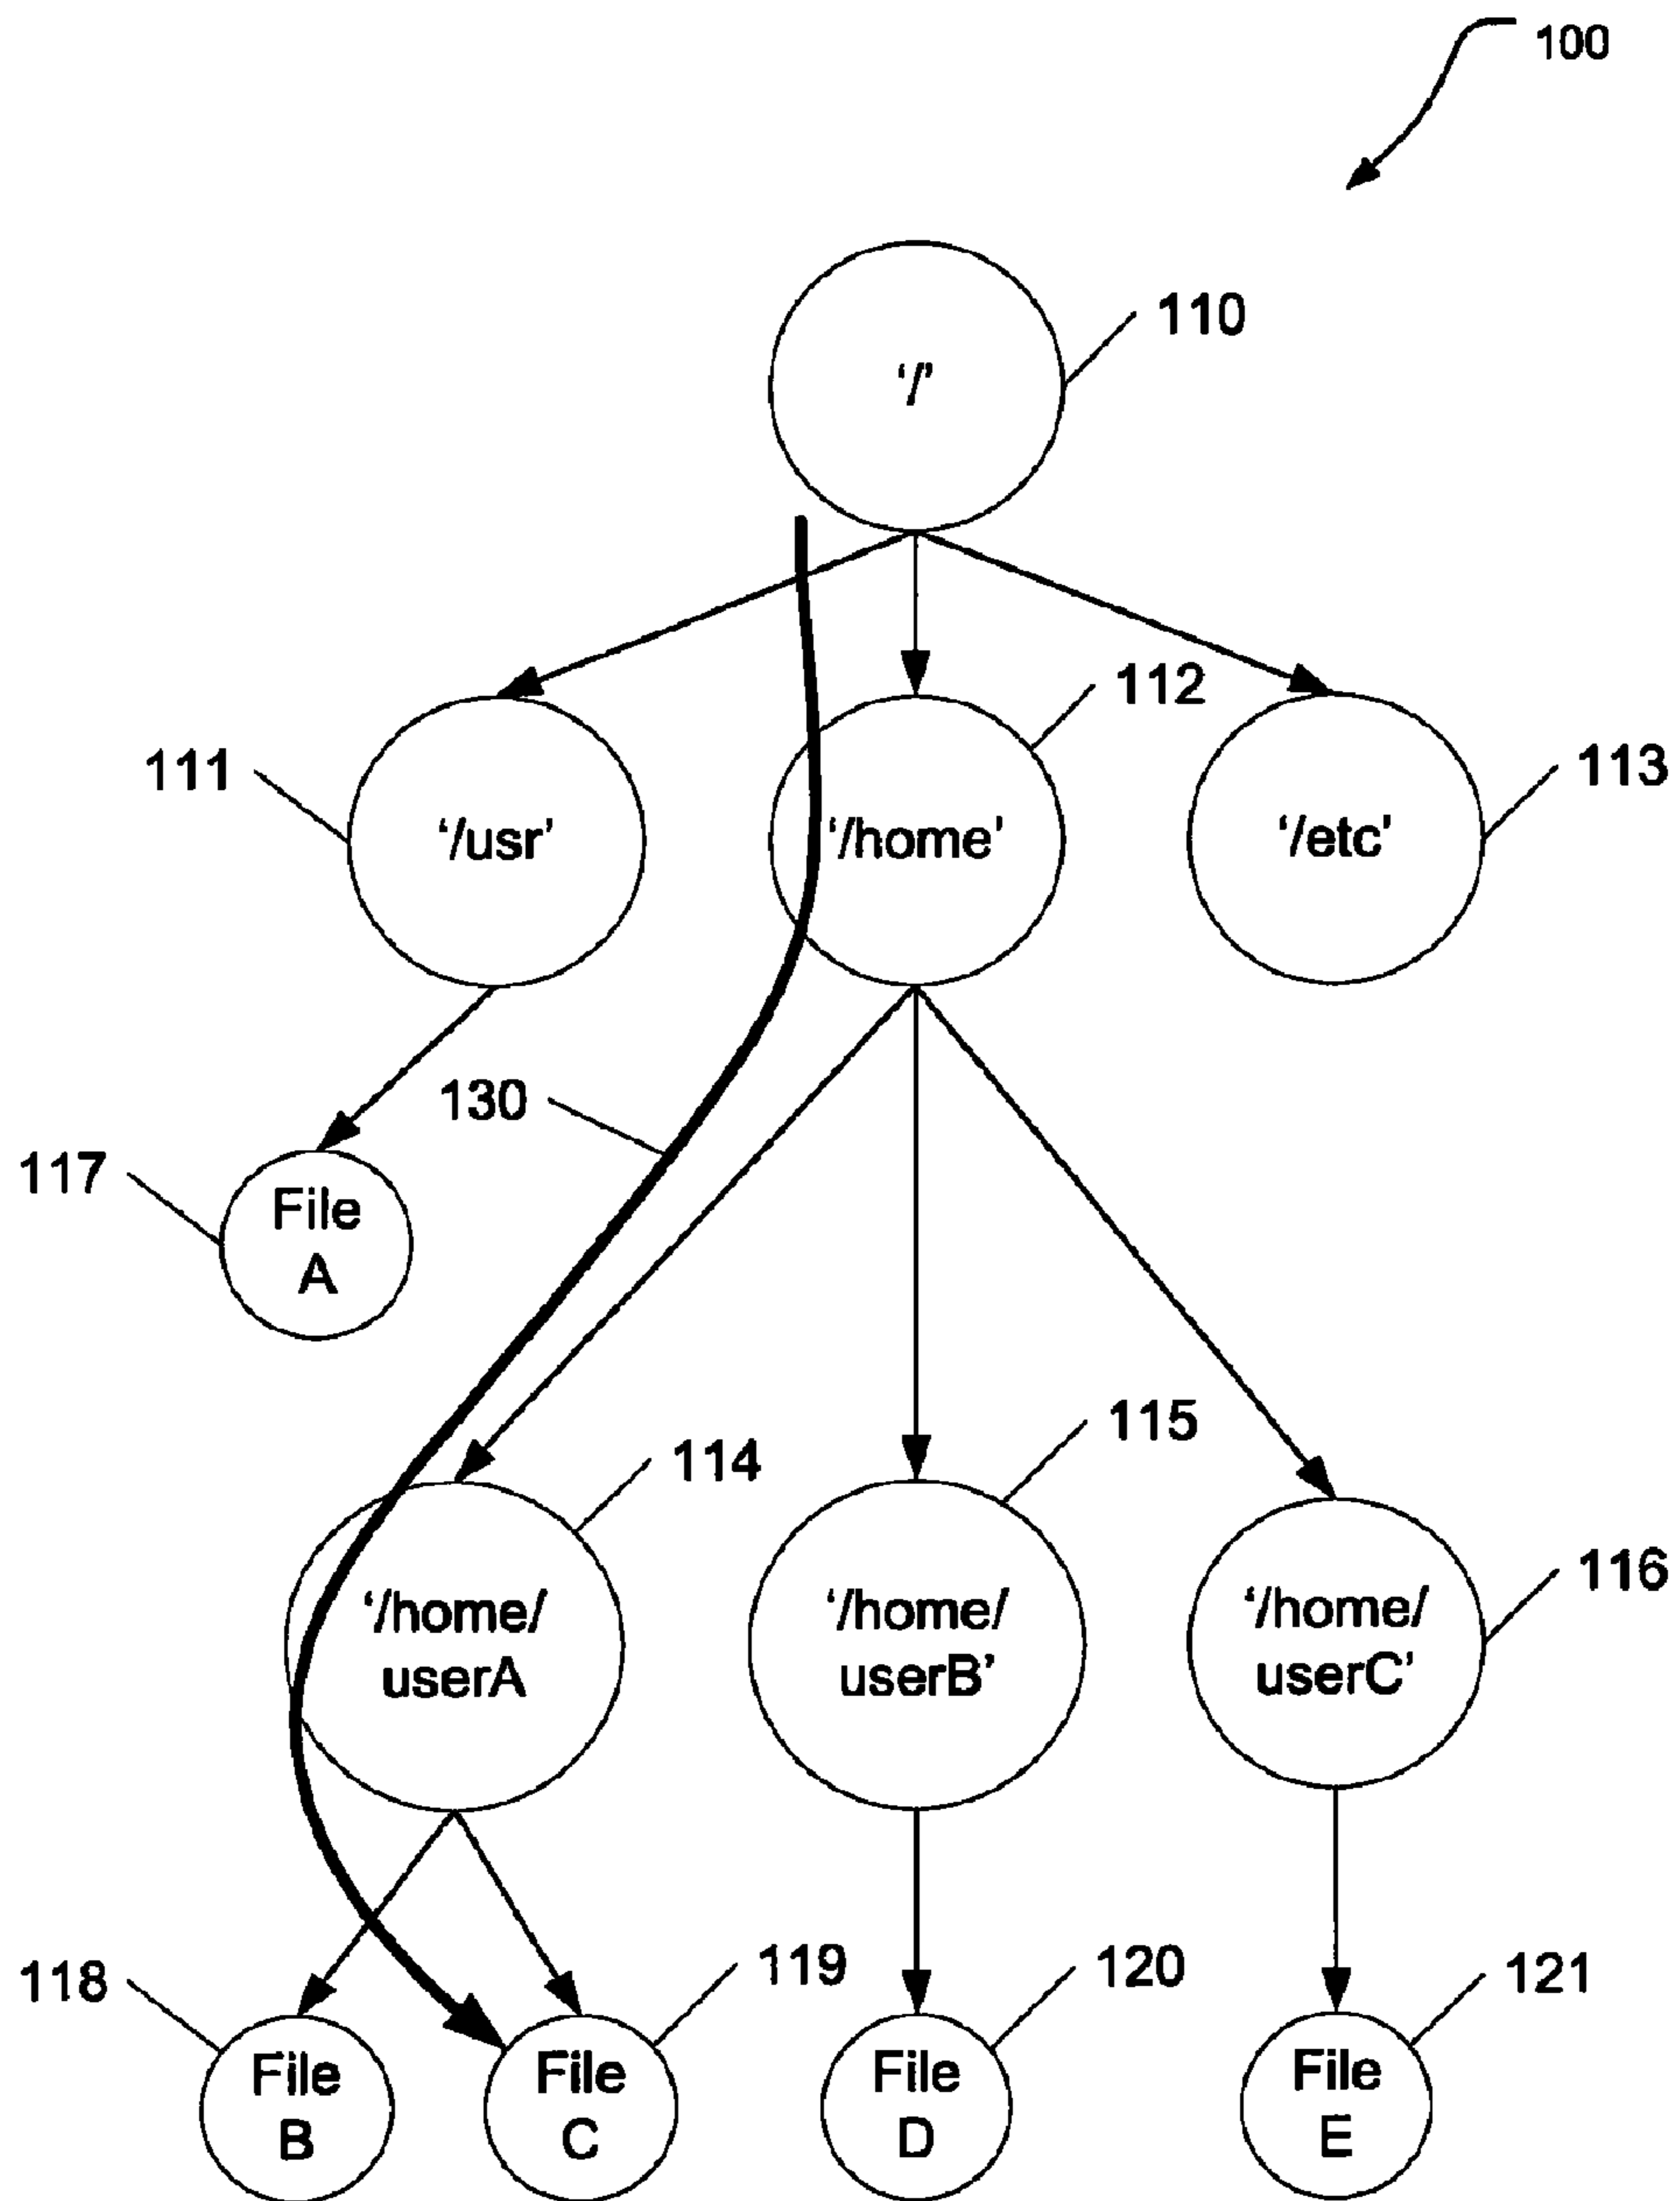 100
110
‘/’
112
111
113
‘/usr’
‘/home’
‘/etc’
130
117
File
A
115
114
116
‘/home/
userA
‘/home/
userB’
‘/home/
userC’
118
119
120
121
File
B
File
C
File
D
File
E